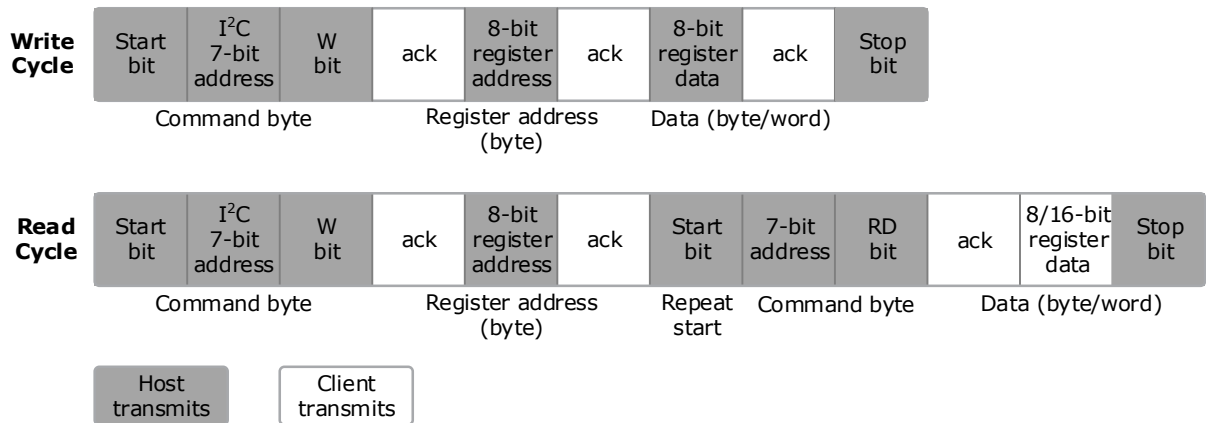 Write
Cycle
Start
bit
I²C
7-bit
address
W
bit
ack
8-bit
register
address
ack
8-bit
register
data
ack
Stop
bit
Command byte
Register address
(byte)
Data (byte/word)
Read
Cycle
Start
bit
I²C
7-bit
address
W
bit
ack
8-bit
register
address
ack
Start
bit
7-bit
address
RD
bit
ack
8/16-bit
register
data
Stop
bit
Command byte
Register address
(byte)
Repeat
start
Command byte
Data (byte/word)
Host
transmits
Client
transmits